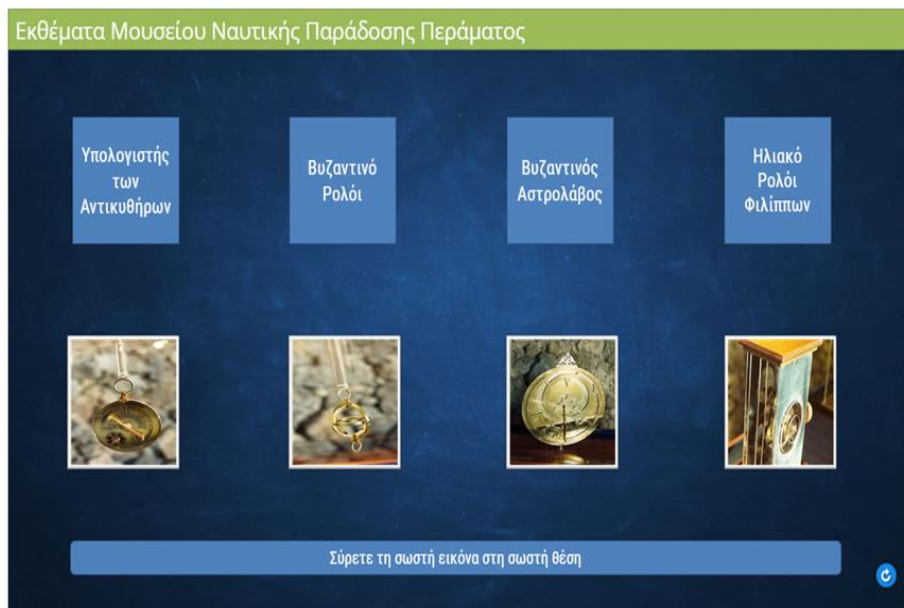 Εκθέματα Μουσείου Ναυτικής Παράδοσης Περάματος
Υπολογιστής
των
Αντικυθήρων
Βυζαντινό
Ρολόι
Βυζαντινός
Αστρολάβος
Ηλιακό
Ρολόι
Φιλίππων
Σύρετε τη σωστή εικόνα στη σωστή θέση